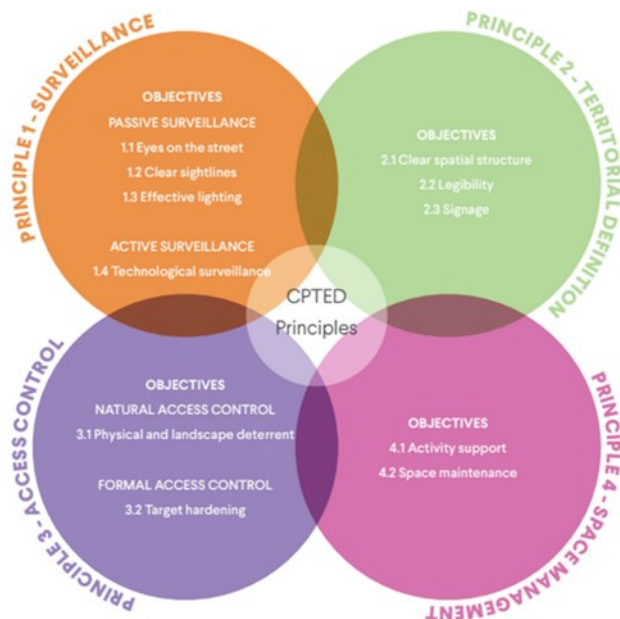 PRINCIPLE 1 - SURVEILLANCE
OBJECTIVES
PASSIVE SURVEILLANCE
1.1 Eyes on the street
1.2 Clear sightlines
1.3 Effective lighting
ACTIVE SURVEILLANCE
1.4 Technological surveillance
PRINCIPLE 2 - TERRITORIAL DEFINITION
OBJECTIVES
2.1 Clear spatial structure
2.2 Legibility
2.3 Signage
CPTED
Principles
PRINCIPLE 3 - ACCESS CONTROL
OBJECTIVES
NATURAL ACCESS CONTROL
3.1 Physical and landscape deterrent
FORMAL ACCESS CONTROL
3.2 Target hardening
PRINCIPLE 4 - SPACE MANAGEMENT
OBJECTIVES
4.1 Activity support
4.2 Space maintenance